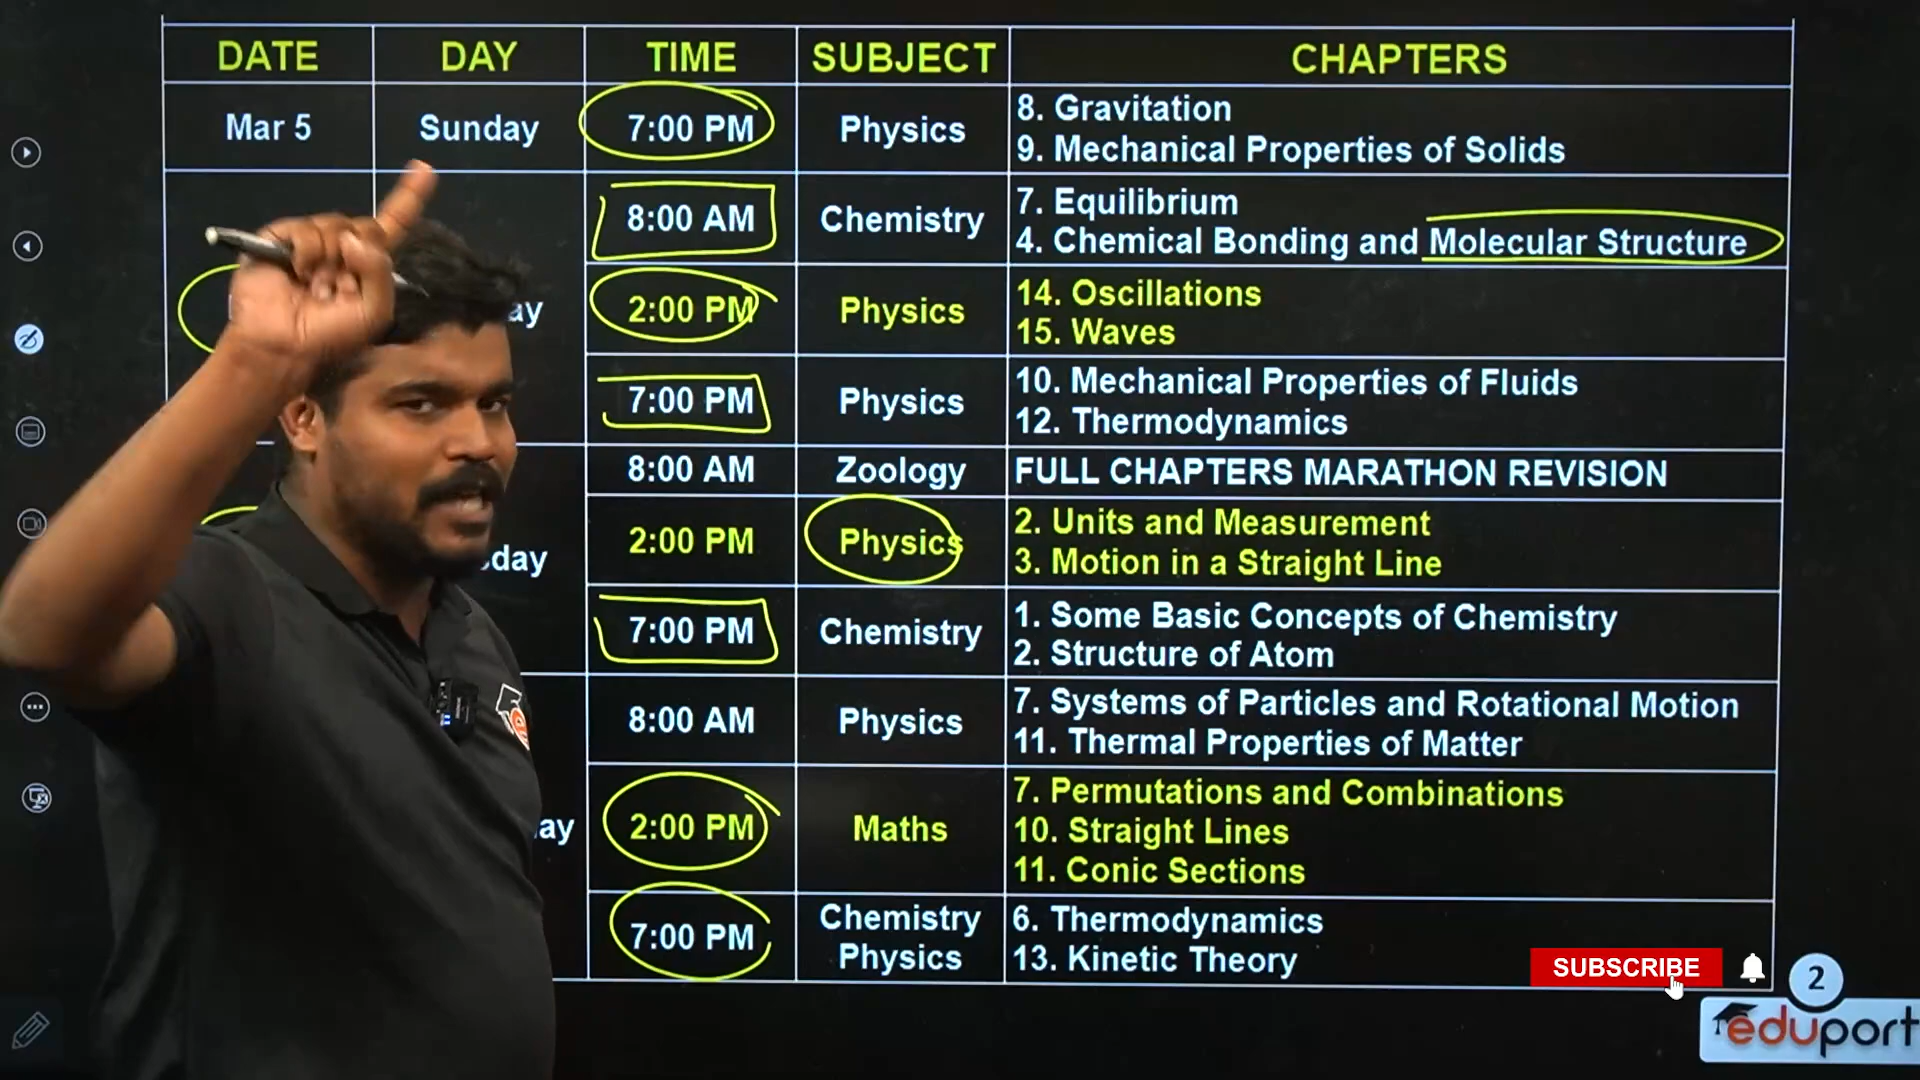 DATE DAY TIME SUBJECT CHAPTERS
Mar 5 Sunday 7:00 PM Physics 8. Gravitation
9. Mechanical Properties of Solids
8:00 AM Chemistry 7. Equilibrium
4. Chemical Bonding and Molecular Structure
2:00 PM Physics 14. Oscillations
15. Waves
7:00 PM Physics 10. Mechanical Properties of Fluids
12. Thermodynamics
8:00 AM Zoology FULL CHAPTERS MARATHON REVISION
2:00 PM Physics 2. Units and Measurement
3. Motion in a Straight Line
7:00 PM Chemistry 1. Some Basic Concepts of Chemistry
2. Structure of Atom
8:00 AM Physics 7. Systems of Particles and Rotational Motion
11. Thermal Properties of Matter
2:00 PM Maths 7. Permutations and Combinations
10. Straight Lines
11. Conic Sections
7:00 PM Chemistry 6. Thermodynamics
Physics 13. Kinetic Theory
SUBSCRIBE
2
eduport